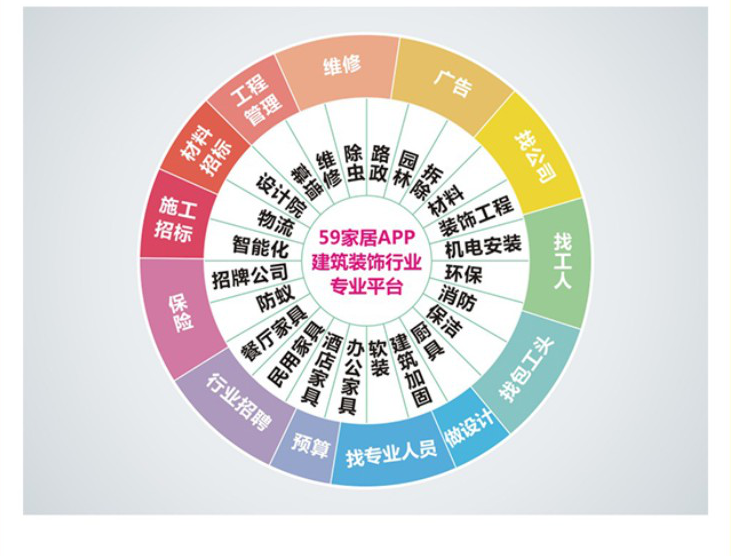 维修
广告
找公司
找工人
找包工头
做设计
找专业人员
预算
行业招聘
保险
施工
招标
材料
招标
工程
管理
除虫
路政
园林
拆除
材料
装饰工程
机电安装
环保
消防
保洁
厨具
建筑加固
软装
办公家具
酒店家具
民用家具
餐厅家具
防蚁
招牌公司
智能化
物流
设计院
幕墙
维修
59家居APP
建筑装饰行业
专业平台